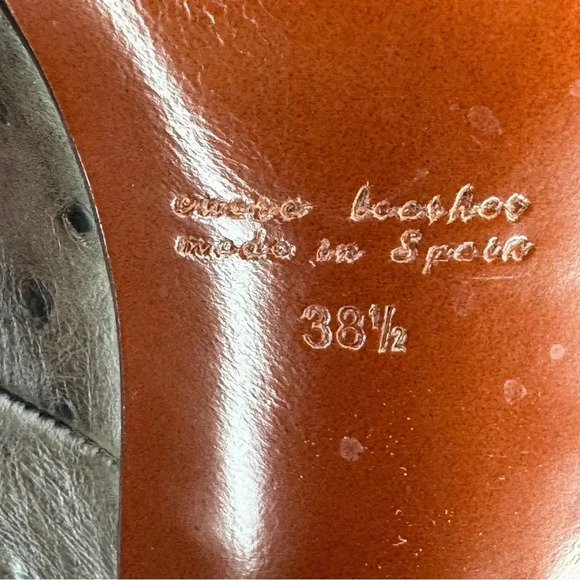 cuero leather
made in Spain
38½